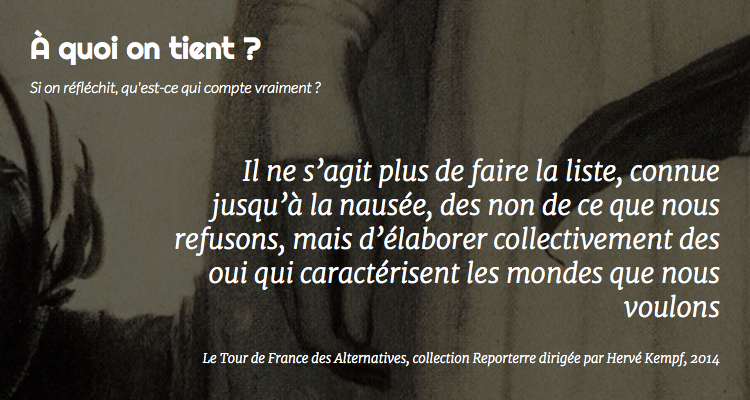 À quoi on tient ?
Si on réfléchit, qu'est-ce qui compte vraiment ?
Il ne s’agit plus de faire la liste, connue
jusqu’à la nausée, des non de ce que nous
refusons, mais d’élaborer collectivement des
oui qui caractérisent les mondes que nous
voulons
Le Tour de France des Alternatives, collection Reporterre dirigée par Hervé Kempf, 2014